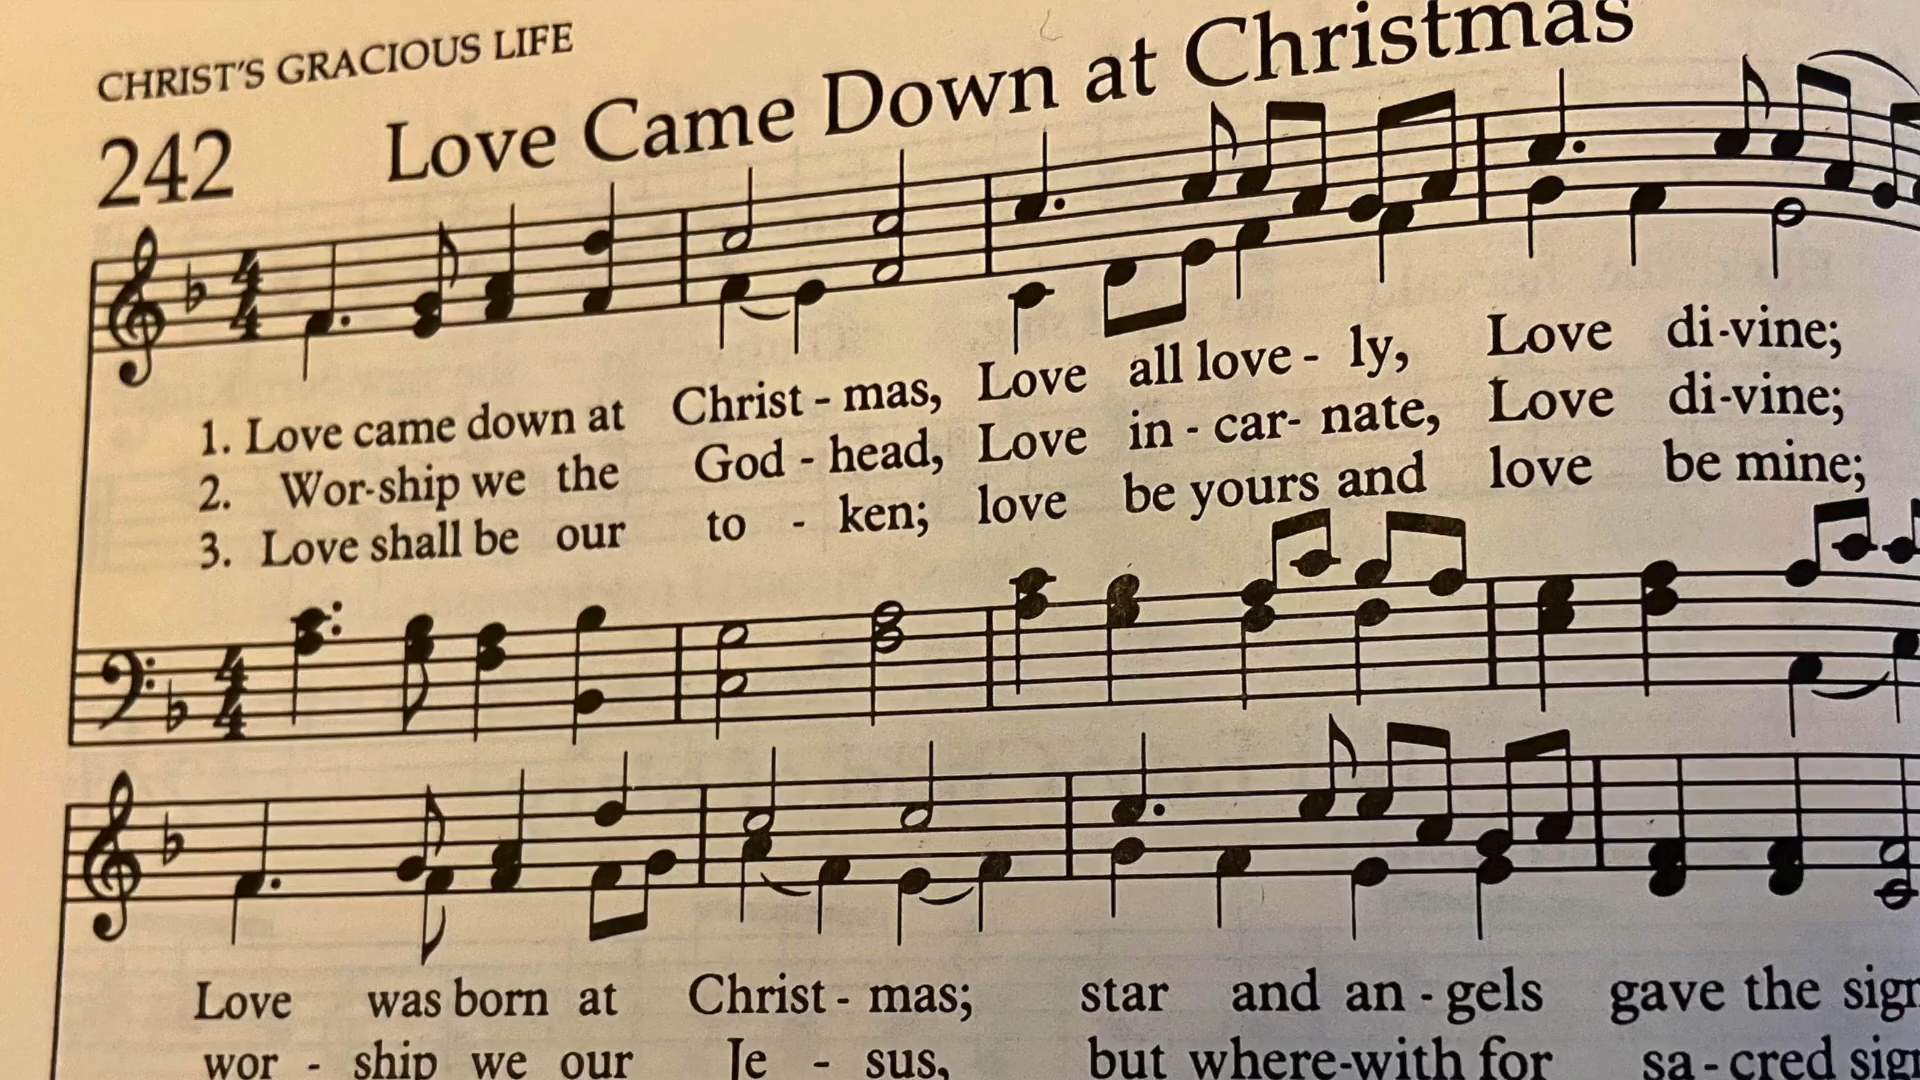 CHRIST'S GRACIOUS LIFE
242 Love Came Down at Christmas
1. Love came down at Christ - mas, Love all love - ly, Love di - vine;
2. Wor - ship we the God - head, Love in - car - nate, Love di - vine;
3. Love shall be our to - ken; love be yours and love be mine;
Love was born at Christ - mas; star and an - gels gave the sign
wor - ship we our Je - sus, but where - with for sa - cred sign